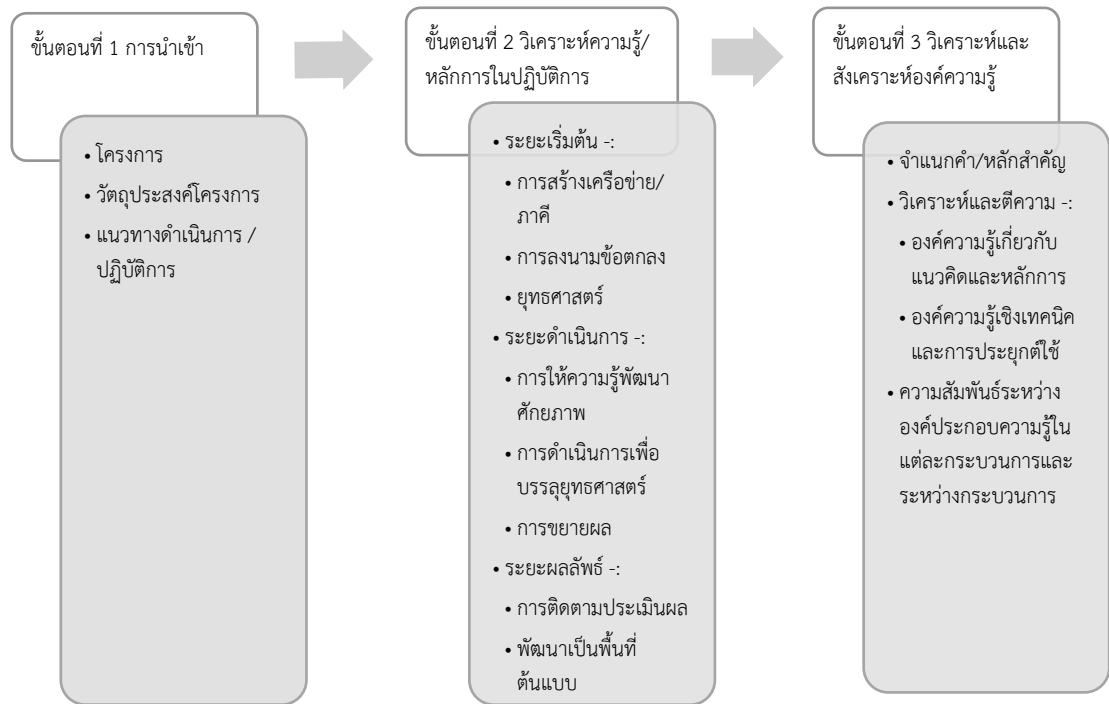 ขั้นตอนที่ 1 การนำเข้า
• โครงการ
• วัตถุประสงค์โครงการ
• แนวทางดำเนินการ /
ปฏิบัติการ
ขั้นตอนที่ 2 วิเคราะห์ความรู้/
หลักการในปฏิบัติการ
• ระยะเริ่มต้น -:
• การสร้างเครือข่าย/
ภาคี
• การลงนามข้อตกลง
• ยุทธศาสตร์
• ระยะดำเนินการ -:
• การให้ความรู้พัฒนา
ศักยภาพ
• การดำเนินการเพื่อ
บรรลุยุทธศาสตร์
• การขยายผล
• ระยะผลลัพธ์ -:
• การติดตามประเมินผล
• พัฒนาเป็นพื้นที่
ต้นแบบ
ขั้นตอนที่ 3 วิเคราะห์และ
สังเคราะห์องค์ความรู้
• จำแนกคำ/หลักสำคัญ
• วิเคราะห์และตีความ -:
• องค์ความรู้เกี่ยวกับ
แนวคิดและหลักการ
• องค์ความรู้เชิงเทคนิค
และการประยุกต์ใช้
• ความสัมพันธ์ระหว่าง
องค์ประกอบความรู้ใน
แต่ละกระบวนการและ
ระหว่างกระบวนการ